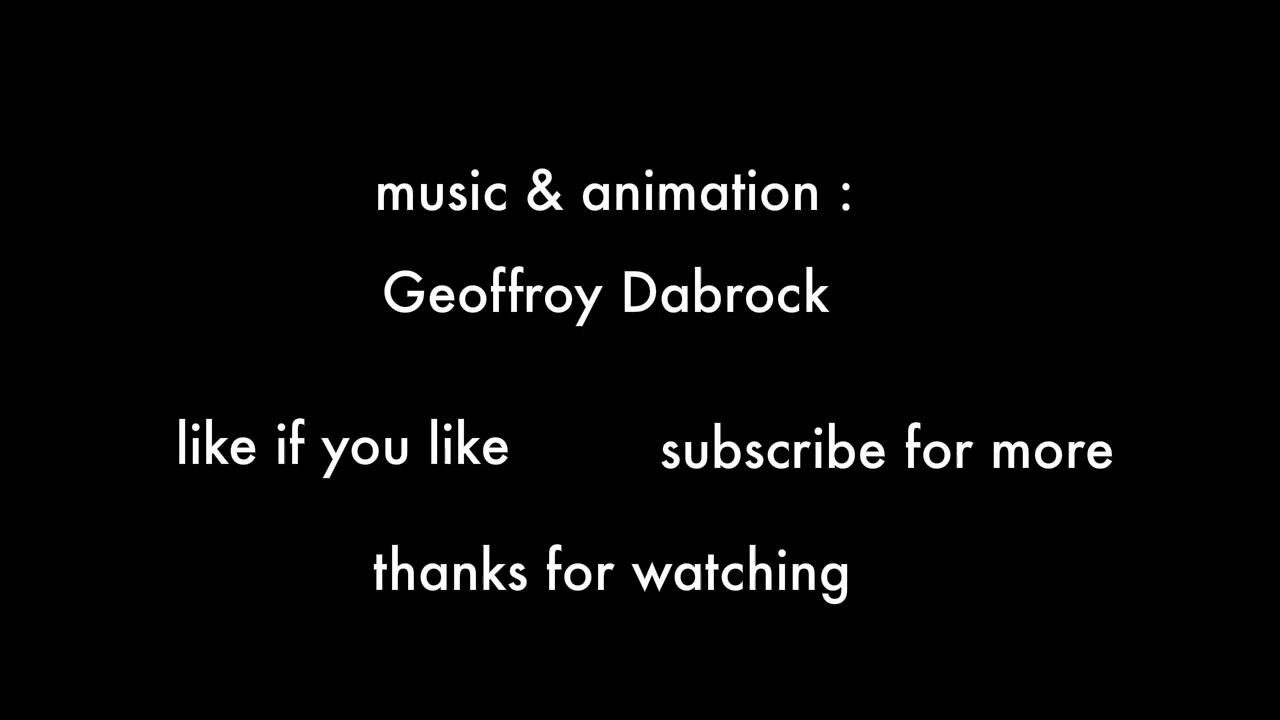 music & animation :
Geoffroy Dabrock
like if you like
subscribe for more
thanks for watching